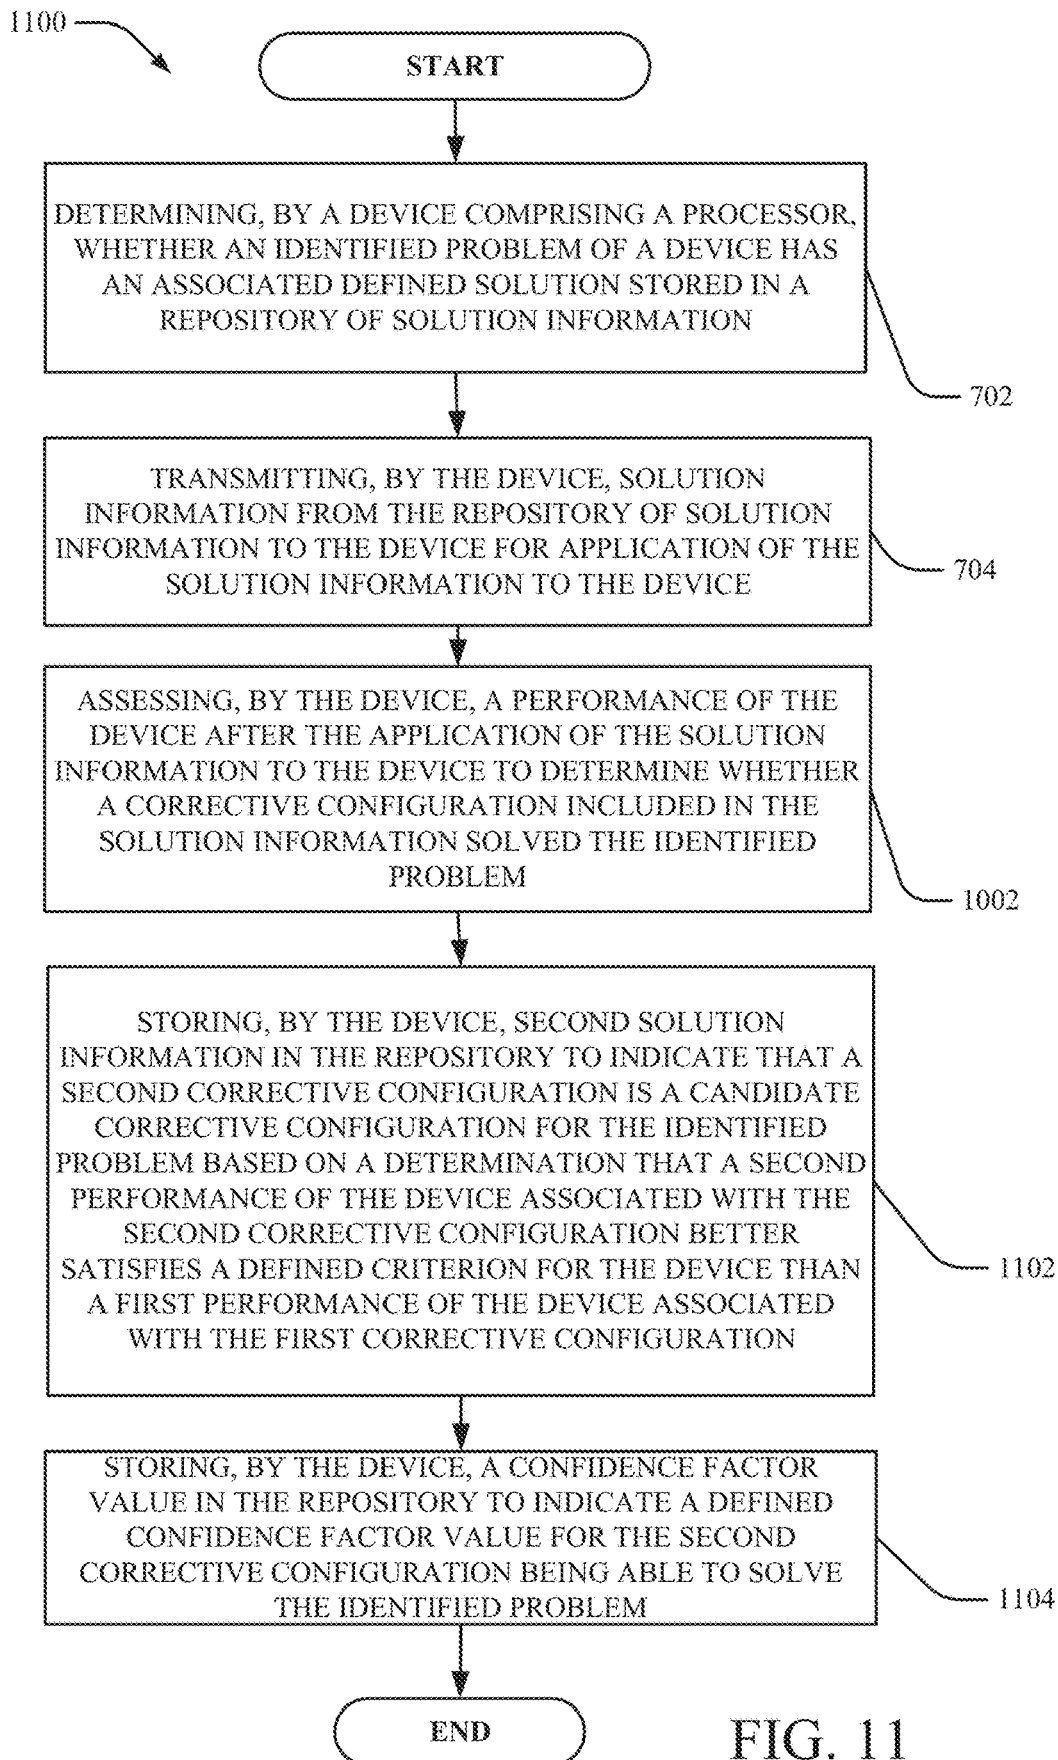 1100
START
DETERMINING, BY A DEVICE COMPRISING A PROCESSOR,
WHETHER AN IDENTIFIED PROBLEM OF A DEVICE HAS
AN ASSOCIATED DEFINED SOLUTION STORED IN A
REPOSITORY OF SOLUTION INFORMATION
702
TRANSMITTING, BY THE DEVICE, SOLUTION
INFORMATION FROM THE REPOSITORY OF SOLUTION
INFORMATION TO THE DEVICE FOR APPLICATION OF THE
SOLUTION INFORMATION TO THE DEVICE
704
ASSESSING, BY THE DEVICE, A PERFORMANCE OF THE
DEVICE AFTER THE APPLICATION OF THE SOLUTION
INFORMATION TO THE DEVICE TO DETERMINE WHETHER
A CORRECTIVE CONFIGURATION INCLUDED IN THE
SOLUTION INFORMATION SOLVED THE IDENTIFIED
PROBLEM
1002
STORING, BY THE DEVICE, SECOND SOLUTION
INFORMATION IN THE REPOSITORY TO INDICATE THAT A
SECOND CORRECTIVE CONFIGURATION IS A CANDIDATE
CORRECTIVE CONFIGURATION FOR THE IDENTIFIED
PROBLEM BASED ON A DETERMINATION THAT A SECOND
PERFORMANCE OF THE DEVICE ASSOCIATED WITH THE
SECOND CORRECTIVE CONFIGURATION BETTER
SATISFIES A DEFINED CRITERION FOR THE DEVICE THAN
A FIRST PERFORMANCE OF THE DEVICE ASSOCIATED
WITH THE FIRST CORRECTIVE CONFIGURATION
1102
STORING, BY THE DEVICE, A CONFIDENCE FACTOR
VALUE IN THE REPOSITORY TO INDICATE A DEFINED
CONFIDENCE FACTOR VALUE FOR THE SECOND
CORRECTIVE CONFIGURATION BEING ABLE TO SOLVE
THE IDENTIFIED PROBLEM
1104
END
FIG. 11